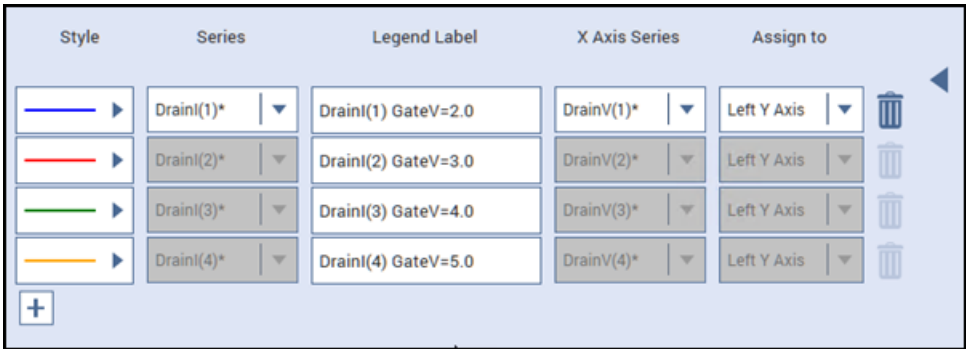 Style Series Legend Label X Axis Series Assign to
DrainI(1)* DrainI(1) GateV=2.0 DrainV(1)* Left Y Axis
DrainI(2)* DrainI(2) GateV=3.0 DrainV(2)* Left Y Axis
DrainI(3)* DrainI(3) GateV=4.0 DrainV(3)* Left Y Axis
DrainI(4)* DrainI(4) GateV=5.0 DrainV(4)* Left Y Axis
+